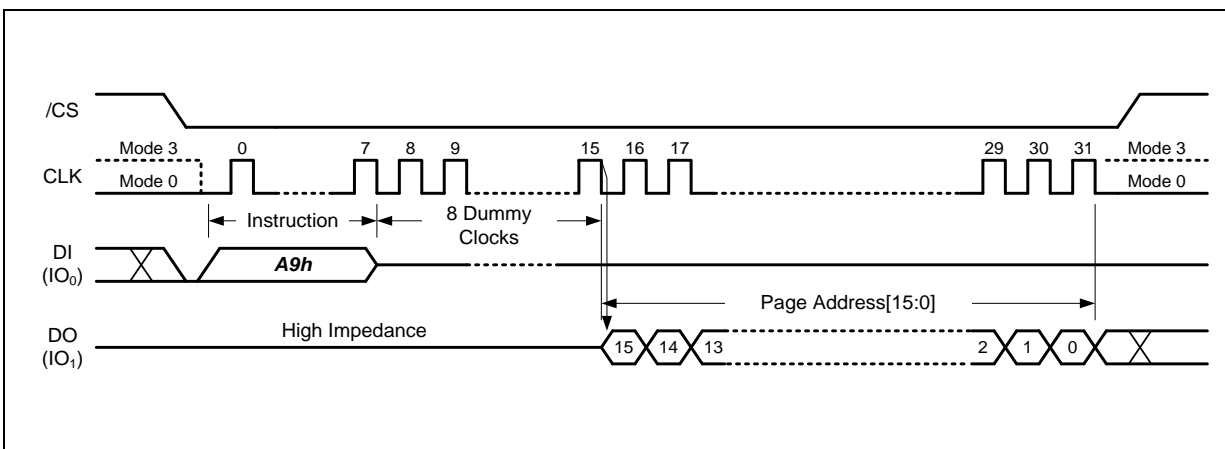 /CS
Mode 3 0 7 8 9 15 16 17 29 30 31 Mode 3
CLK
Mode 0 Mode 0
Instruction 8 Dummy
Clocks
DI
(IO₀)
A9h
Page Address[15:0]
DO
(IO₁)
High Impedance
15 14 13 2 1 0